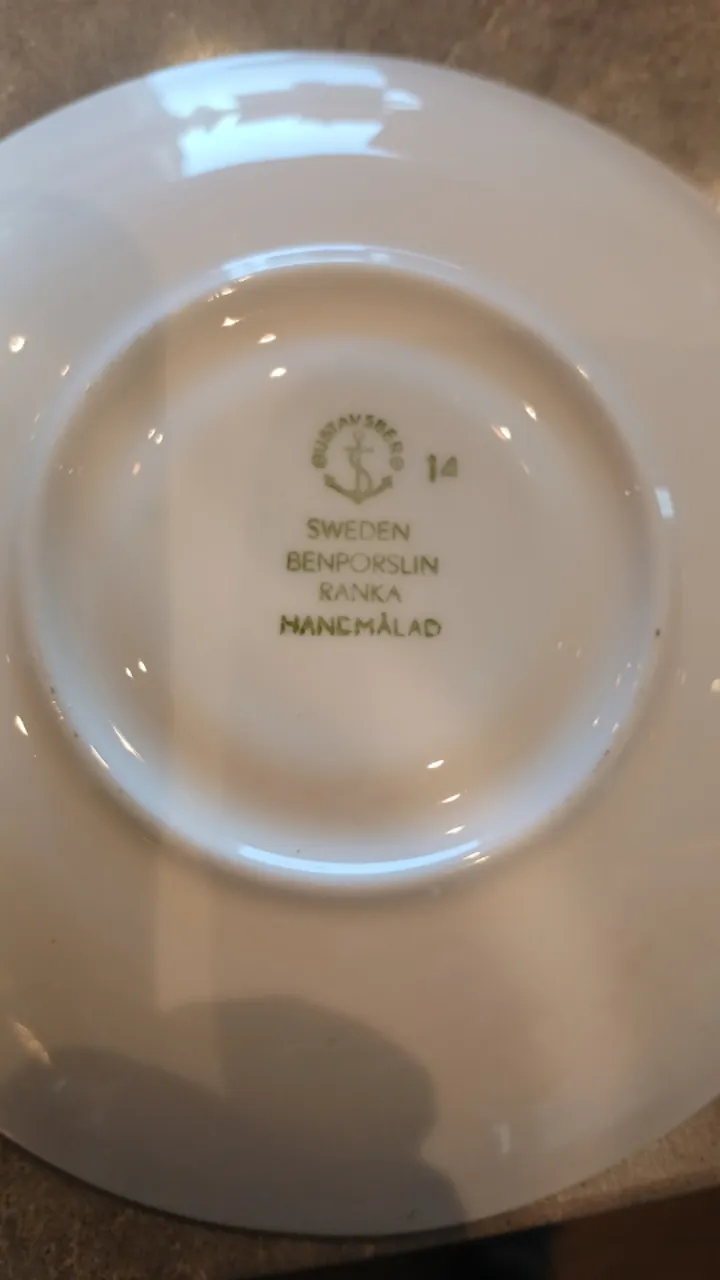 GUSTAVSBERG
14
SWEDEN
BENPORSLIN
RANKA
HANDMÅLAD